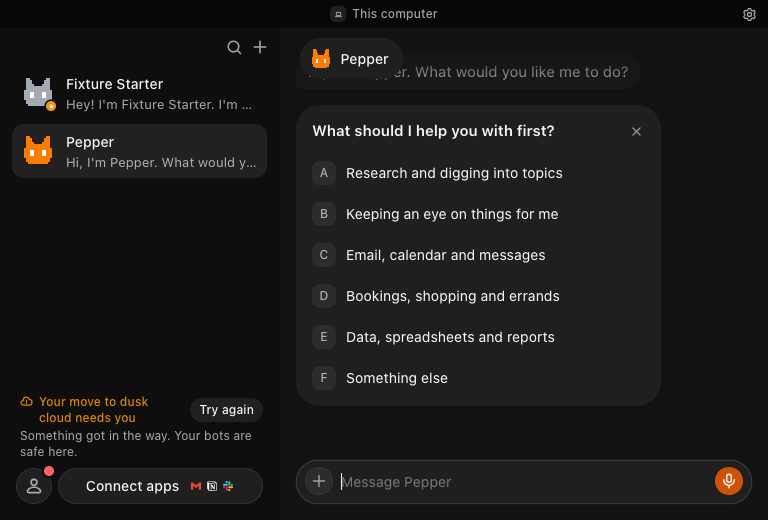 This computer
Fixture Starter
Hey! I'm Fixture Starter. I'm ...
Pepper
Hi, I'm Pepper. What would y...
Your move to dusk
cloud needs you
Try again
Something got in the way. Your bots are
safe here.
Connect apps
Pepper
What would you like me to do?
What should I help you with first?
A Research and digging into topics
B Keeping an eye on things for me
C Email, calendar and messages
D Bookings, shopping and errands
E Data, spreadsheets and reports
F Something else
Message Pepper